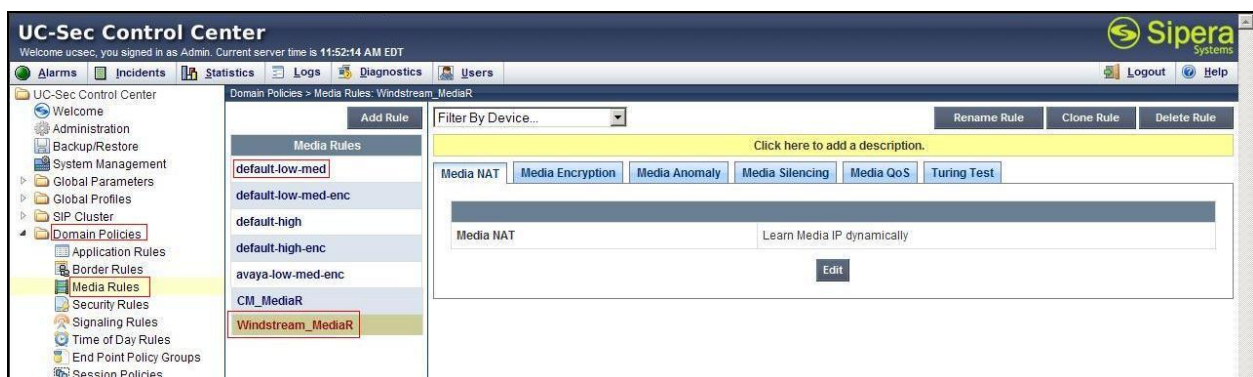 UC-Sec Control Center
Welcome ucsec, you signed in as Admin. Current server time is 11:52:14 AM EDT
Sipera
Systems
Alarms Incidents Statistics Logs Diagnostics Users Logout Help
UC-Sec Control Center
Welcome
Administration
Backup/Restore
System Management
Global Parameters
Global Profiles
SIP Cluster
Domain Policies
Application Rules
Border Rules
Media Rules
Security Rules
Signaling Rules
Time of Day Rules
End Point Policy Groups
Session Policies
Domain Policies > Media Rules: Windstream_MediaR
Add Rule
Media Rules
default-low-med
default-low-med-enc
default-high
default-high-enc
avaya-low-med-enc
CM_MediaR
Windstream_MediaR
Filter By Device... Rename Rule Clone Rule Delete Rule
Click here to add a description.
Media NAT Media Encryption Media Anomaly Media Silencing Media QoS Turing Test
Media NAT Learn Media IP dynamically
Edit